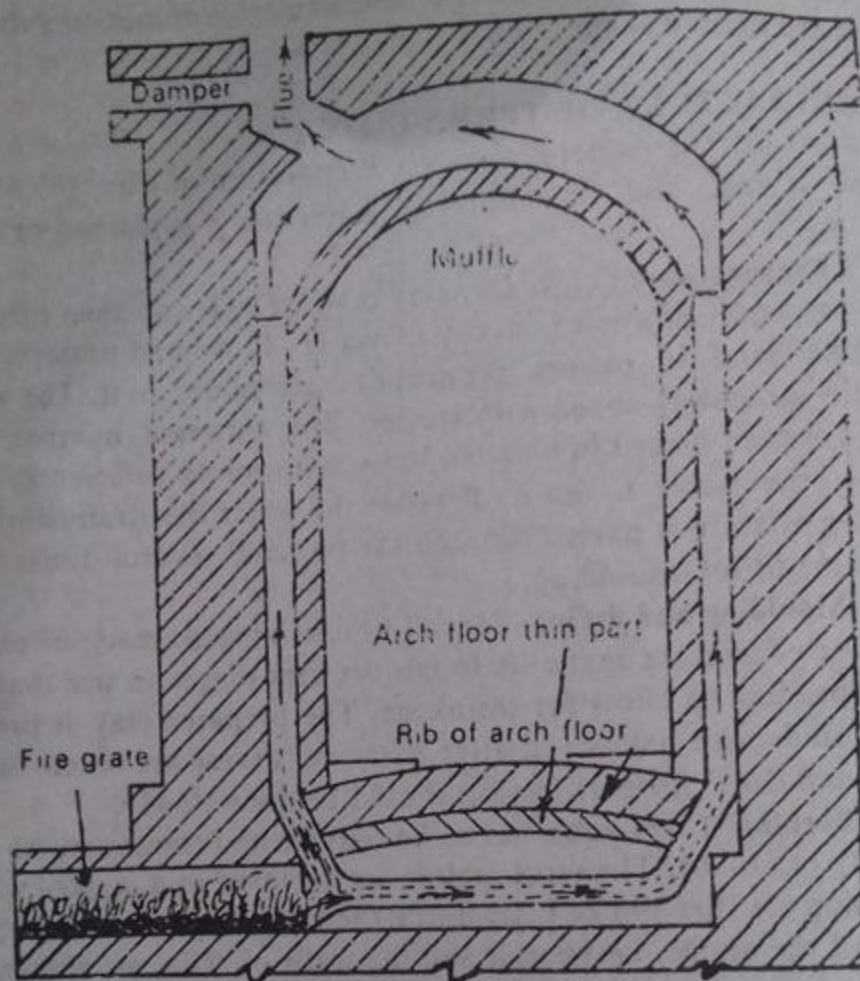 Damper
Flue
Muffle
Arch floor thin part
Rib of arch floor
Fire grate